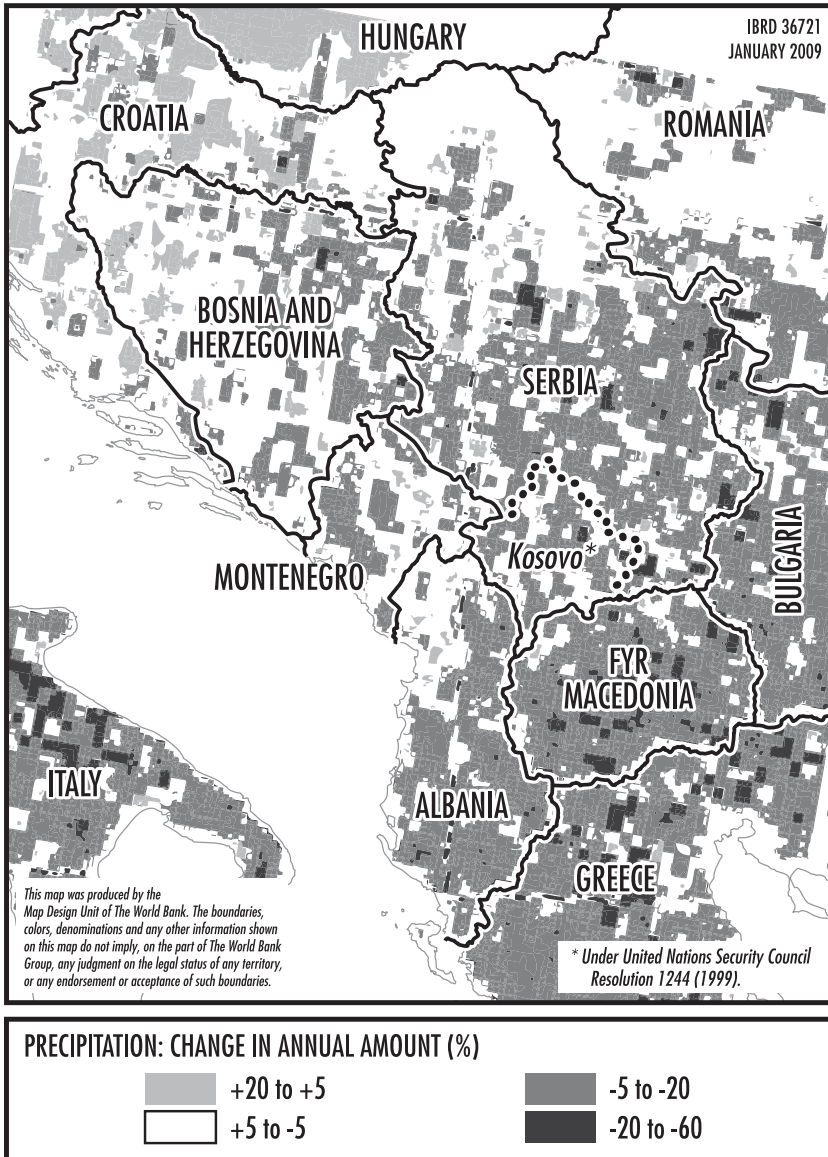 HUNGARY
IBRD 36721
JANUARY 2009
CROATIA
ROMANIA
BOSNIA AND
HERZEGOVINA
SERBIA
Kosovo*
MONTENEGRO
BULGARIA
FYR
MACEDONIA
ITALY
ALBANIA
GREECE
This map was produced by the
Map Design Unit of The World Bank. The boundaries,
colors, denominations and any other information shown
on this map do not imply, on the part of The World Bank
Group, any judgment on the legal status of any territory,
or any endorsement or acceptance of such boundaries.
* Under United Nations Security Council
Resolution 1244 (1999).
PRECIPITATION: CHANGE IN ANNUAL AMOUNT (%)
+20 to +5
-5 to -20
+5 to -5
-20 to -60